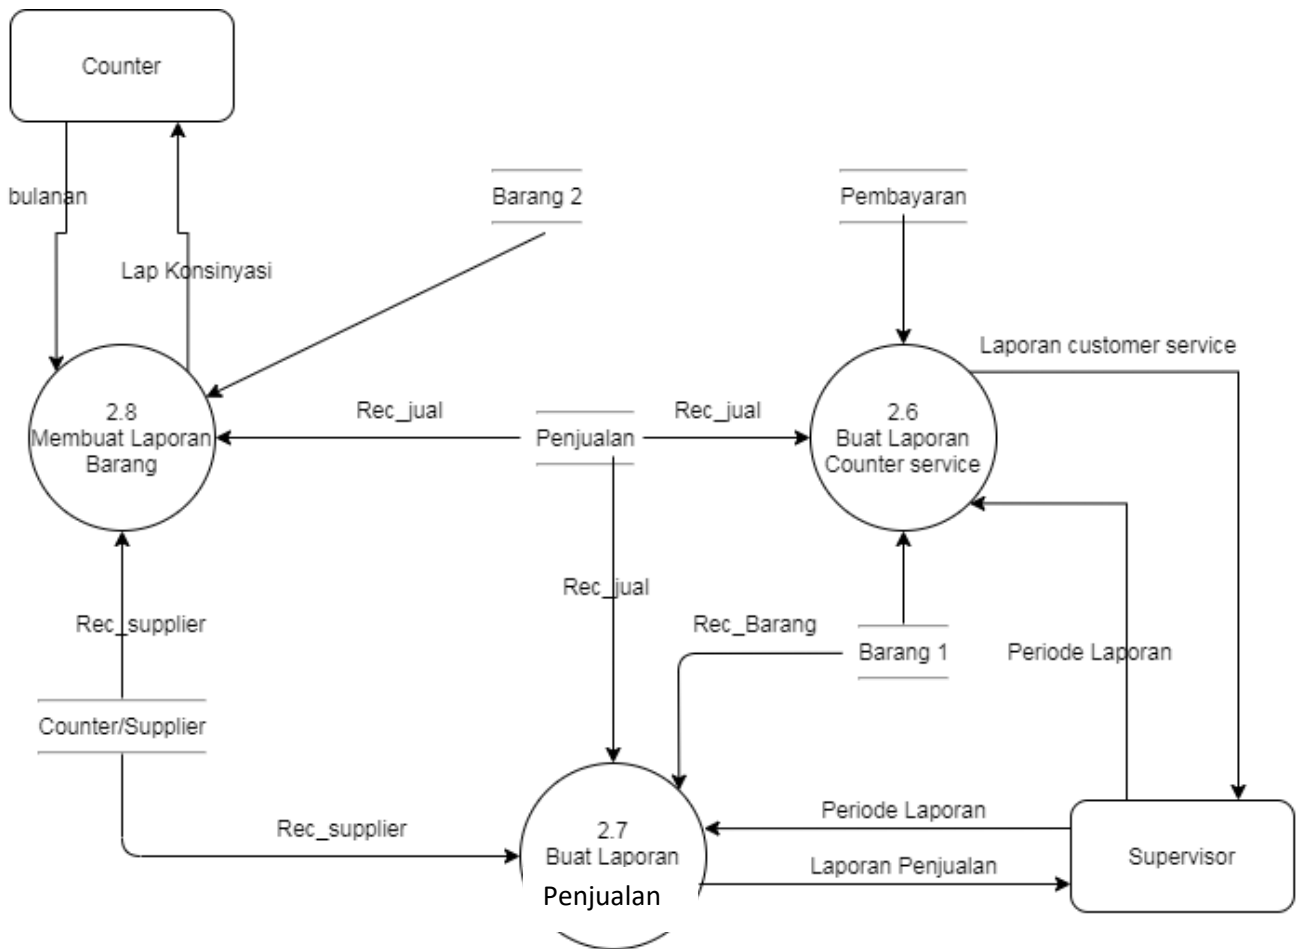 Counter
bulanan
Barang 2
Pembayaran
Lap Konsinyasi
Laporan customer service
2.8
Membuat Laporan
Barang
Rec_jual
Penjualan
Rec_jual
2.6
Buat Laporan
Counter service
Rec_jual
Rec_supplier
Rec_Barang
Barang 1
Periode Laporan
Counter/Supplier
Rec_supplier
2.7
Buat Laporan
Penjualan
Periode Laporan
Laporan Penjualan
Supervisor